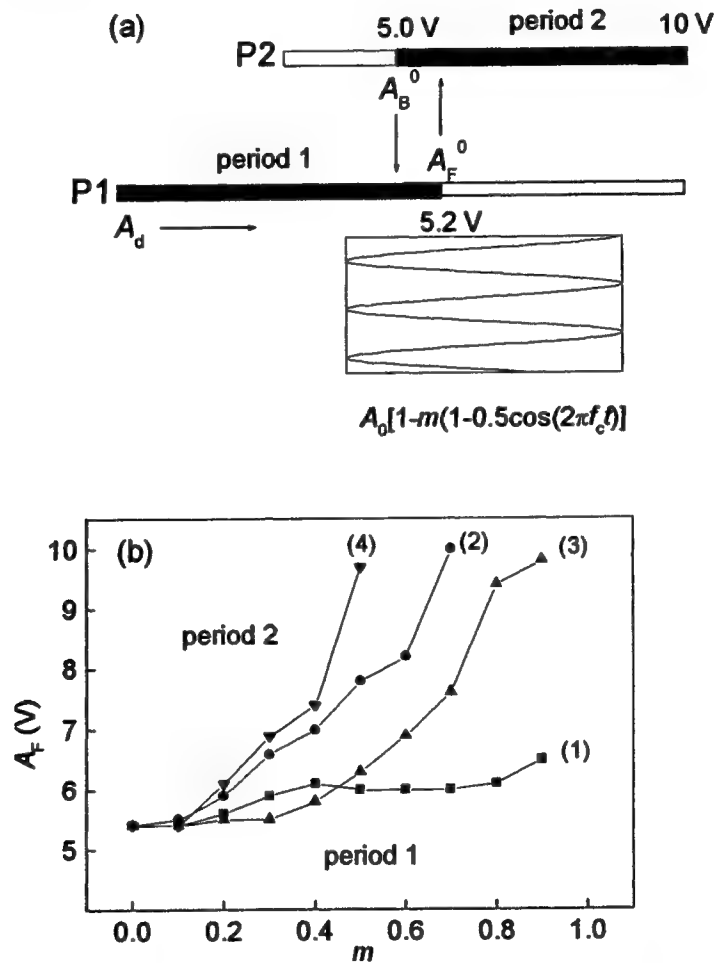 (a)
5.0 V period 2 10 V
P2
A_B^0
period 1 A_F^0
P1
A_d 5.2 V
A_0[1-m(1-0.5cos(2πf_c t)]
(b)
(4) (2) (3)
10
period 2
9
8
A_F (V)
7
(1)
6
period 1
5
0.0 0.2 0.4 0.6 0.8 1.0
m